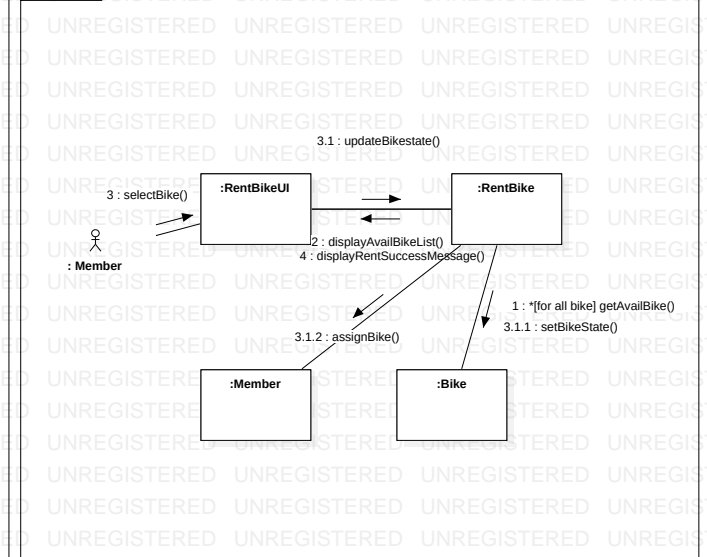 3.1 : updateBikestate()
:RentBikeUI
:RentBike
3 : selectBike()
2 : displayAvailBikeList()
4 : displayRentSuccessMessage()
: Member
1 : *[for all bike] getAvailBike()
3.1.1 : setBikeState()
3.1.2 : assignBike()
:Member
:Bike
UNREGISTERED